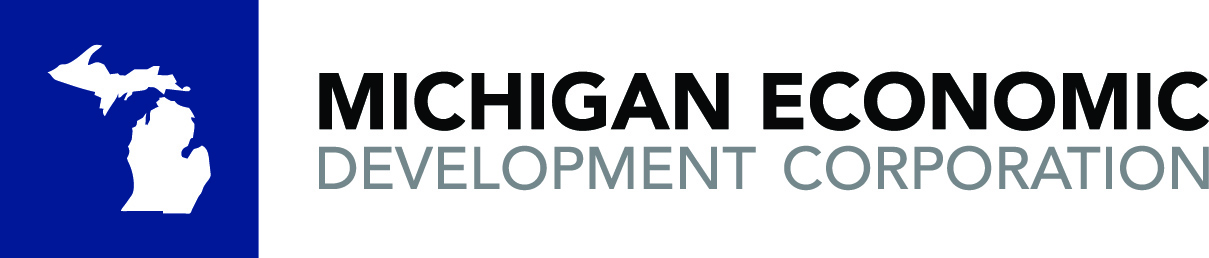 MICHIGAN ECONOMIC
DEVELOPMENT CORPORATION